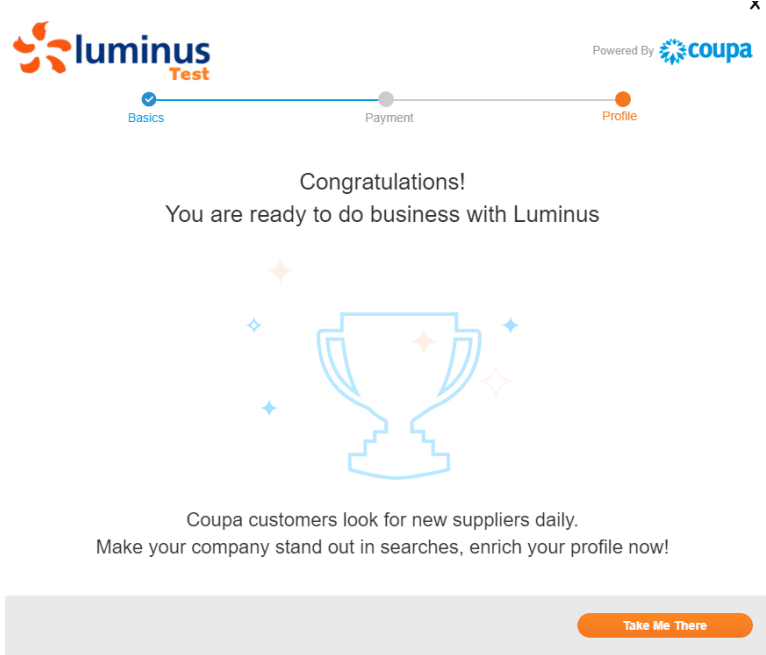 X
luminus
Test
Powered By coupa
Basics
Payment
Profile
Congratulations!
You are ready to do business with Luminus
Coupa customers look for new suppliers daily.
Make your company stand out in searches, enrich your profile now!
Take Me There